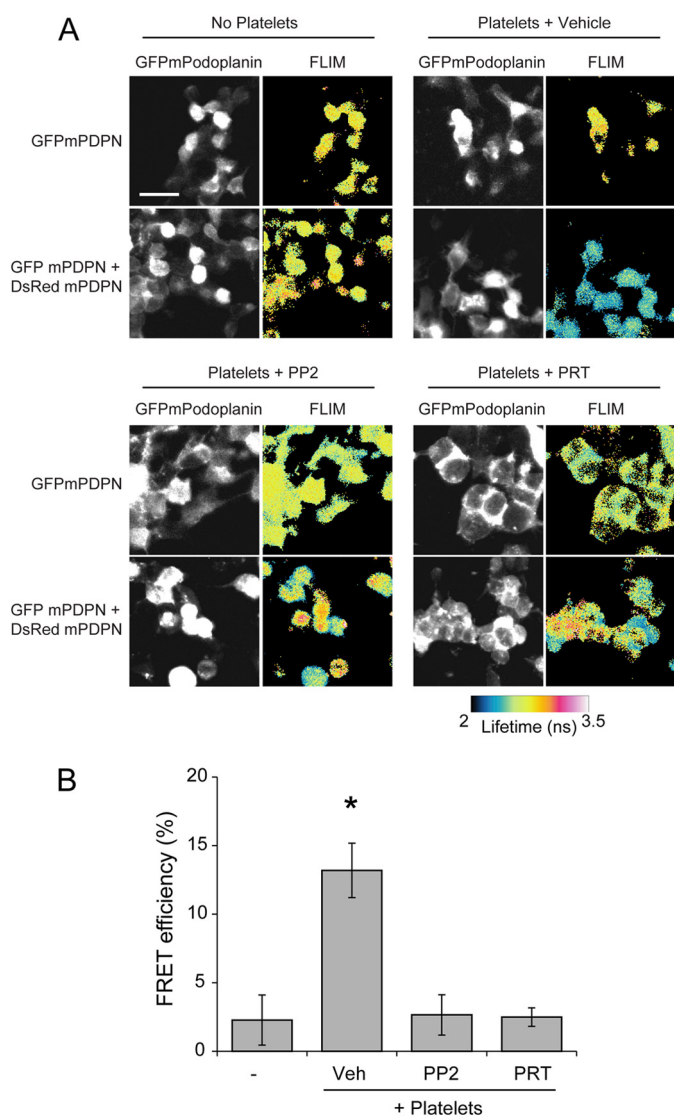 A
No Platelets
Platelets + Vehicle
GFPmPodoplanin
FLIM
GFPmPodoplanin
FLIM
GFPmPDPN
GFP mPDPN +
DsRed mPDPN
Platelets + PP2
Platelets + PRT
GFPmPodoplanin
FLIM
GFPmPodoplanin
FLIM
GFPmPDPN
GFP mPDPN +
DsRed mPDPN
2
Lifetime (ns)
3.5
B
FRET efficiency (%)
20
15
10
5
0
*
-
Veh
PP2
PRT
+ Platelets